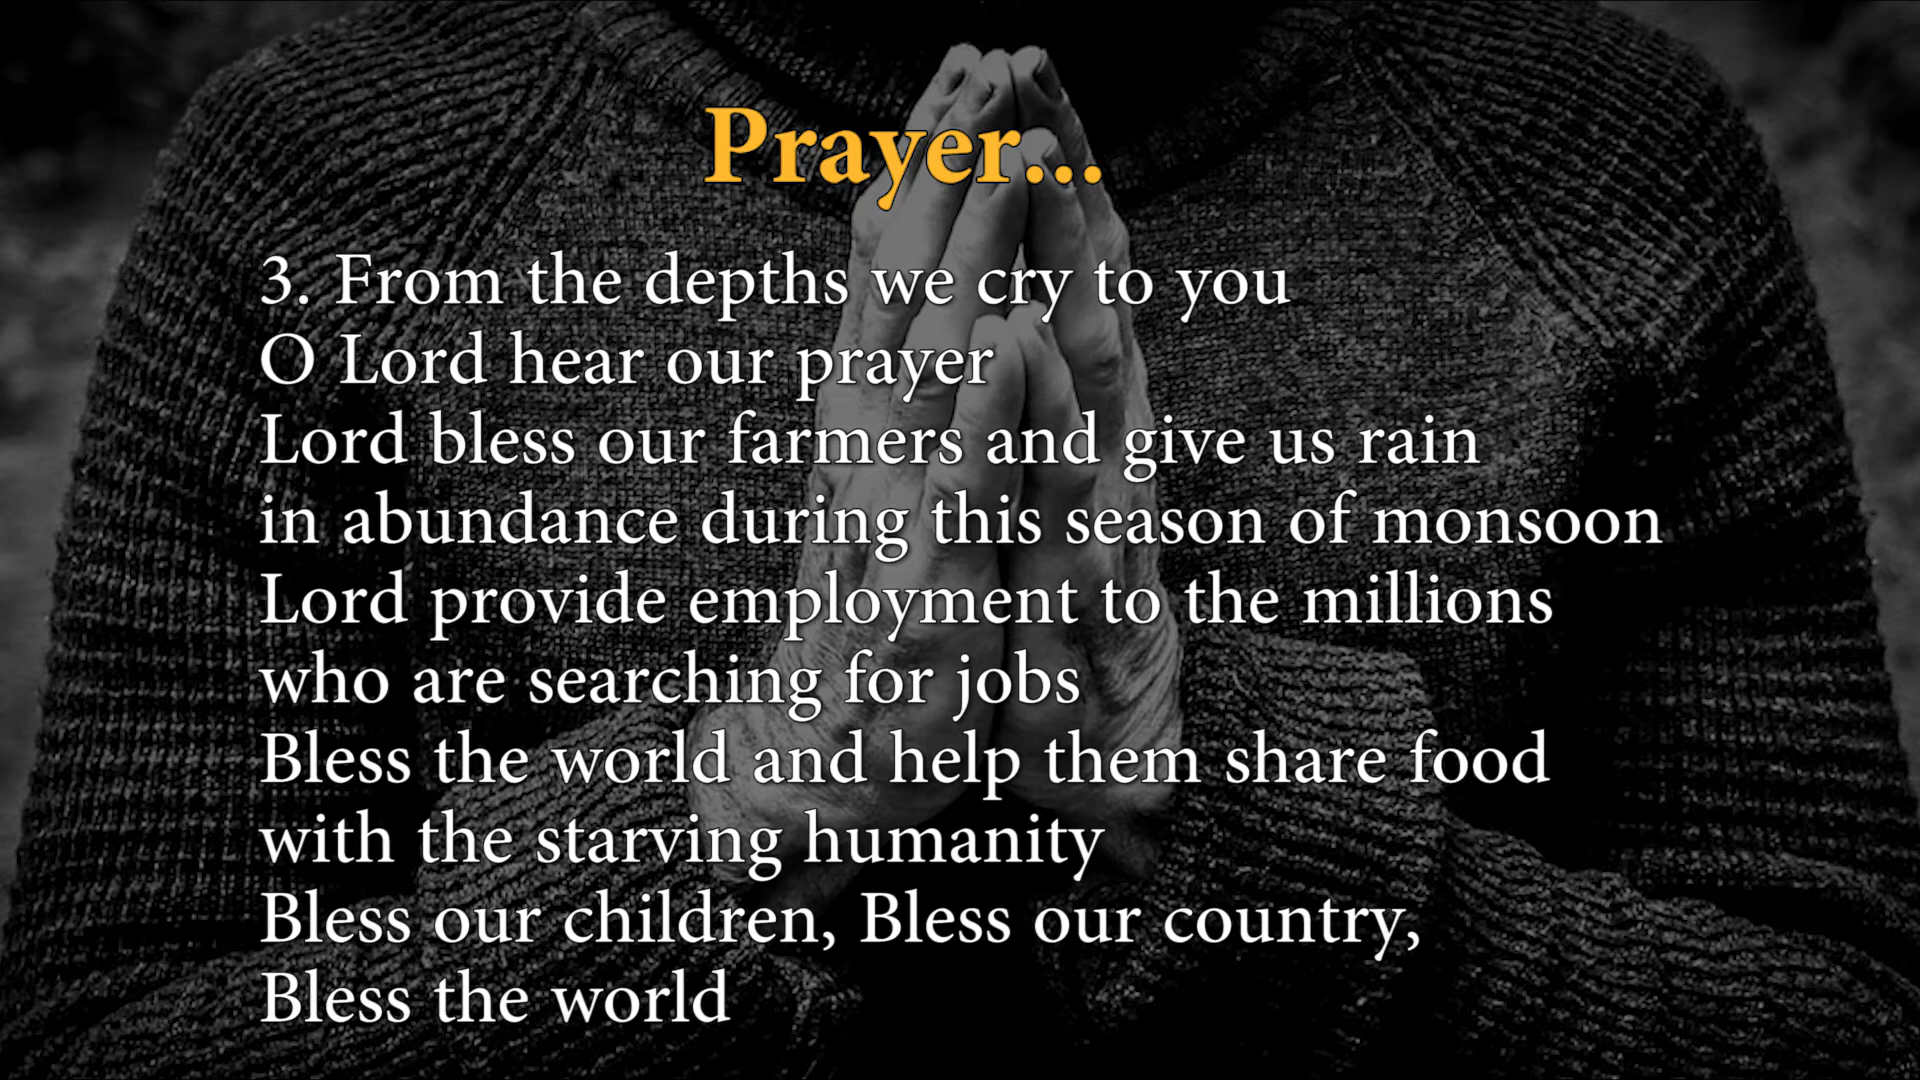 Prayer...
3. From the depths we cry to you
O Lord hear our prayer
Lord bless our farmers and give us rain
in abundance during this season of monsoon
Lord provide employment to the millions
who are searching for jobs
Bless the world and help them share food
with the starving humanity
Bless our children, Bless our country,
Bless the world